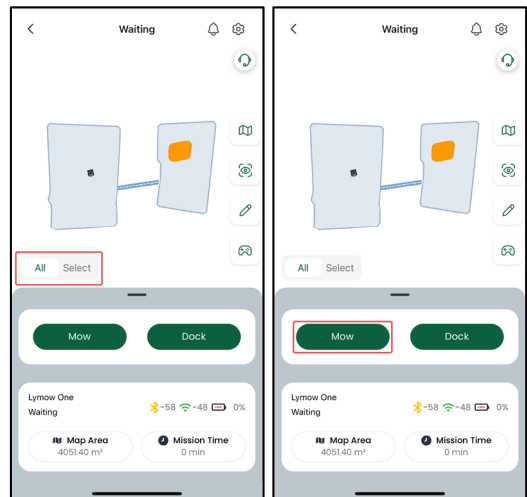 Waiting
All Select
Mow Dock
Lymow One
Waiting
-58 -48 0%
Map Area Mission Time
4051.40 m² 0 min
Waiting
All Select
Mow Dock
Lymow One
Waiting
-58 -48 0%
Map Area Mission Time
4051.40 m² 0 min